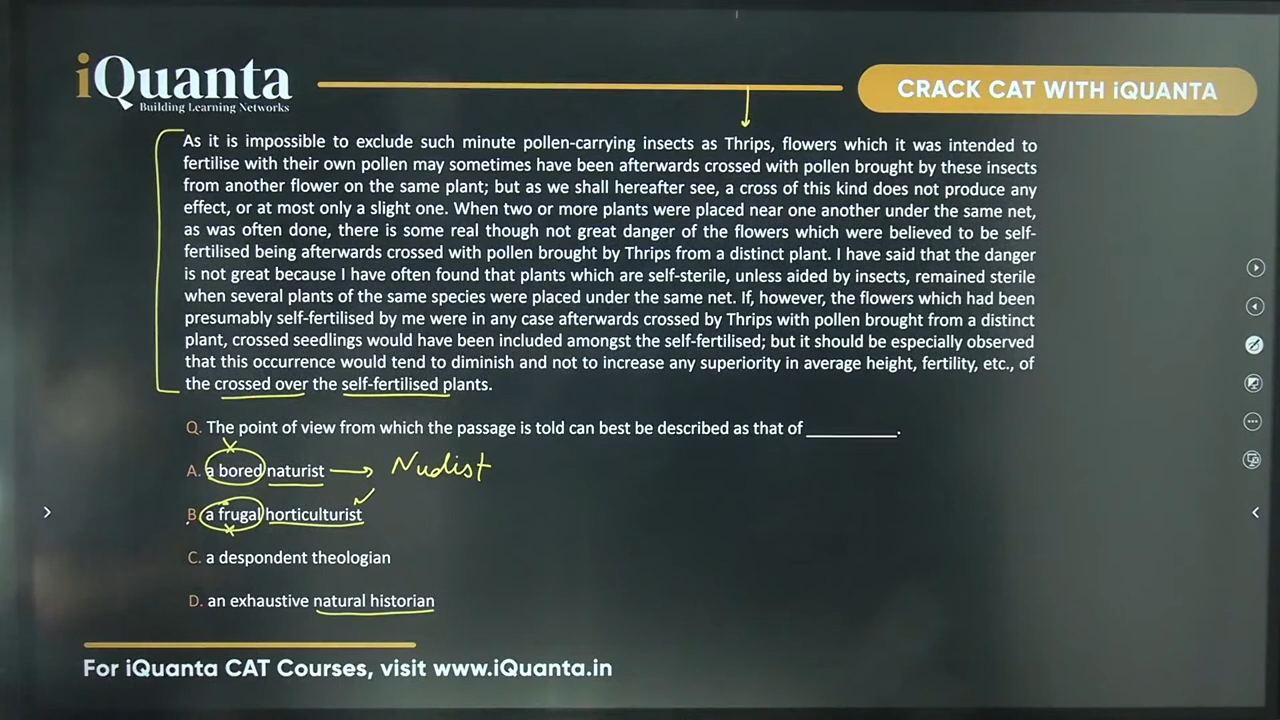 iQuanta
Building Learning Networks
CRACK CAT WITH iQUANTA
As it is impossible to exclude such minute pollen-carrying insects as Thrips, flowers which it was intended to
fertilise with their own pollen may sometimes have been afterwards crossed with pollen brought by these insects
from another flower on the same plant; but as we shall hereafter see, a cross of this kind does not produce any
effect, or at most only a slight one. When two or more plants were placed near one another under the same net,
as was often done, there is some real though not great danger of the flowers which were believed to be self-
fertilised being afterwards crossed with pollen brought by Thrips from a distinct plant. I have said that the danger
is not great because I have often found that plants which are self-sterile, unless aided by insects, remained sterile
when several plants of the same species were placed under the same net. If, however, the flowers which had been
presumably self-fertilised by me were in any case afterwards crossed by Thrips with pollen brought from a distinct
plant, crossed seedlings would have been included amongst the self-fertilised; but it should be especially observed
that this occurrence would tend to diminish and not to increase any superiority in average height, fertility, etc., of
the crossed over the self-fertilised plants.
Q. The point of view from which the passage is told can best be described as that of __________.
A. a bored naturist → Nudist
B. a frugal horticulturist
C. a despondent theologian
D. an exhaustive natural historian
For iQuanta CAT Courses, visit www.iQuanta.in